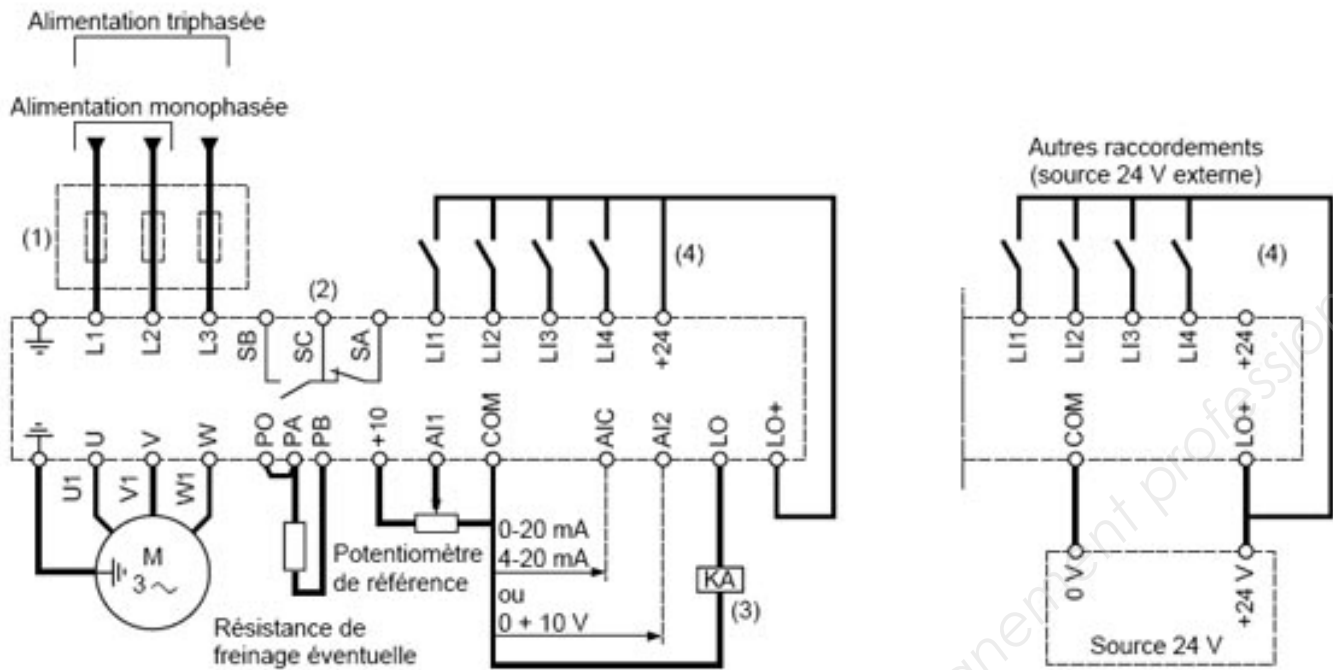 Alimentation triphasée
Alimentation monophasée
(1)
(2)
(4)
L1 L2 L3 SB SC SA LI1 LI2 LI3 LI4 +24
U V W PO PA PB +10 AI1 COM AIC AI2 LO LO+
U1 V1 W1
M
3
Potentiomètre
de référence
Résistance de
freinage éventuelle
0-20 mA
4-20 mA
ou
0 + 10 V
KA
(3)
Autres raccordements
(source 24 V externe)
(4)
LI1 LI2 LI3 LI4 +24
COM LO+
0 V +24 V
Source 24 V